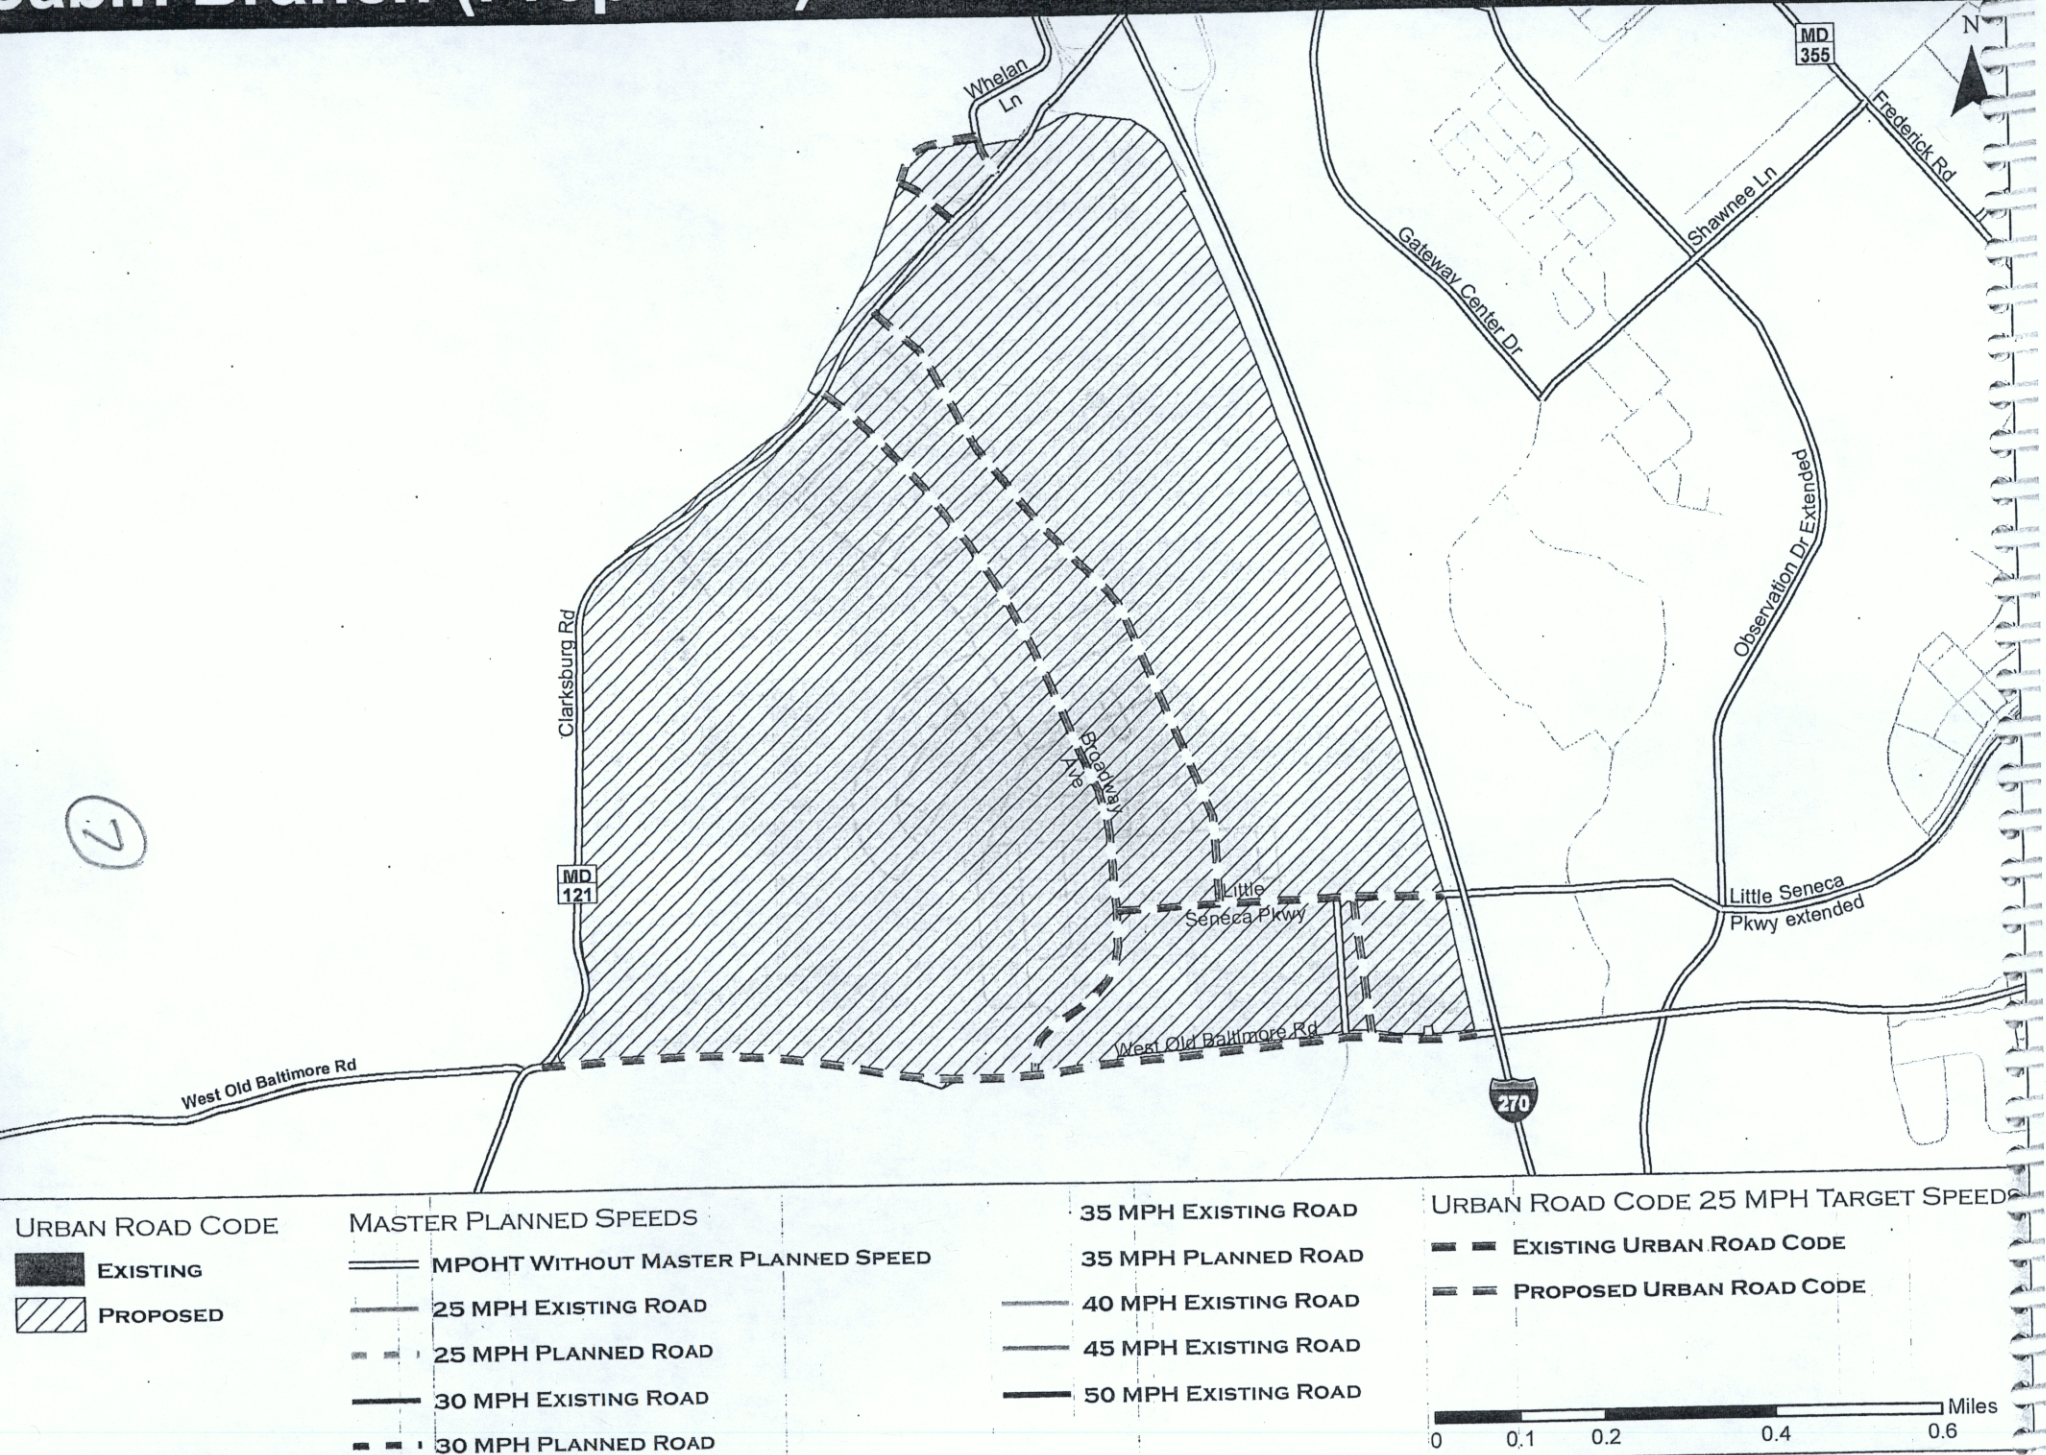 Cabin Branch (Proposed)
N
MD
355
Whelan
Ln
Frederick Rd
Shawnee Ln
Gateway Center Dr
Observation Dr Extended
Clarksburg Rd
Broadway
Ave
MD
121
Little
Seneca Pkwy
Little Seneca
Pkwy extended
West Old Baltimore Rd
West Old Baltimore Rd
270
URBAN ROAD CODE
EXISTING
PROPOSED
MASTER PLANNED SPEEDS
MPOHT WITHOUT MASTER PLANNED SPEED
25 MPH EXISTING ROAD
25 MPH PLANNED ROAD
30 MPH EXISTING ROAD
30 MPH PLANNED ROAD
35 MPH EXISTING ROAD
35 MPH PLANNED ROAD
40 MPH EXISTING ROAD
45 MPH EXISTING ROAD
50 MPH EXISTING ROAD
URBAN ROAD CODE 25 MPH TARGET SPEEDS
EXISTING URBAN ROAD CODE
PROPOSED URBAN ROAD CODE
Miles
0 0.1 0.2 0.4 0.6